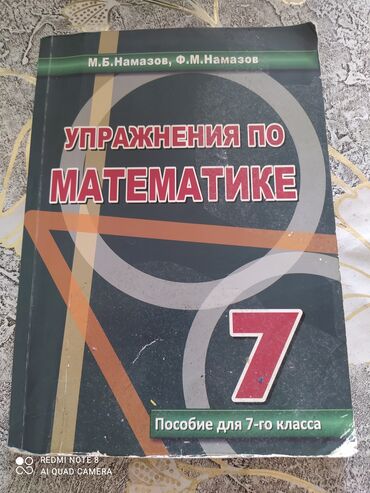 М.Б.Намазов, Ф.М.Намазов
УПРАЖНЕНИЯ ПО
МАТЕМАТИКЕ
7
Пособие для 7-го класса
REDMI NOTE 8
AI QUAD CAMERA